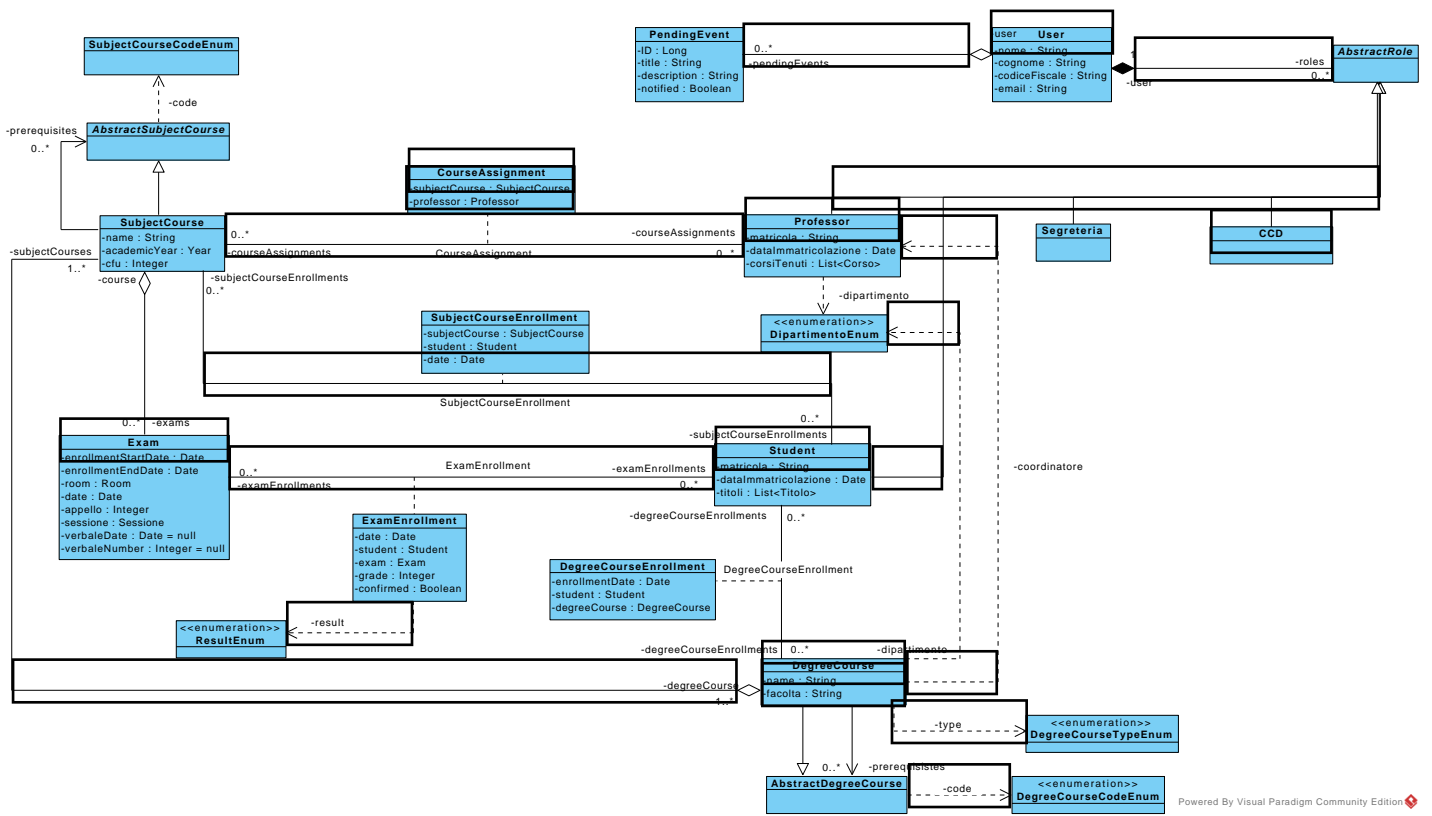 SubjectCourseCodeEnum
-code
AbstractSubjectCourse
-prerequisites
0..*
PendingEvent
-ID : Long
-title : String
-description : String
-notified : Boolean
0..*
-pendingEvents
user
User
-nome : String
-cognome : String
-codiceFiscale : String
-email : String
-user
-roles
0..*
AbstractRole
CourseAssignment
-subjectCourse : SubjectCourse
-professor : Professor
SubjectCourse
-name : String
-academicYear : Year
-cfu : Integer
0..*
-courseAssignments
CourseAssignment
-courseAssignments
0..*
Professor
-matricola : String
-dataImmatricolazione : Date
-corsiTenuti : List<Corso>
Segreteria
CCD
-subjectCourses
1..*
-course
-subjectCourseEnrollments
0..*
-dipartimento
<<enumeration>>
DipartimentoEnum
SubjectCourseEnrollment
-subjectCourse : SubjectCourse
-student : Student
-date : Date
SubjectCourseEnrollment
0..*
-subjectCourseEnrollments
0..*
-exams
Exam
-enrollmentStartDate : Date
-enrollmentEndDate : Date
-room : Room
-date : Date
-appello : Integer
-sessione : Sessione
-verbaleDate : Date = null
-verbaleNumber : Integer = null
0..*
-examEnrollments
ExamEnrollment
-examEnrollments
0..*
Student
-matricola : String
-dataImmatricolazione : Date
-titoli : List<Titolo>
-coordinatore
-degreeCourseEnrollments
0..*
ExamEnrollment
-date : Date
-student : Student
-exam : Exam
-grade : Integer
-confirmed : Boolean
DegreeCourseEnrollment
-enrollmentDate : Date
-student : Student
-degreeCourse : DegreeCourse
DegreeCourseEnrollment
-result
<<enumeration>>
ResultEnum
-degreeCourseEnrollments
0..*
-dipartimento
-degreeCourse
1..*
DegreeCourse
-name : String
-facolta : String
-type
<<enumeration>>
DegreeCourseTypeEnum
0..*
-prerequisistes
AbstractDegreeCourse
-code
<<enumeration>>
DegreeCourseCodeEnum
Powered By Visual Paradigm Community Edition